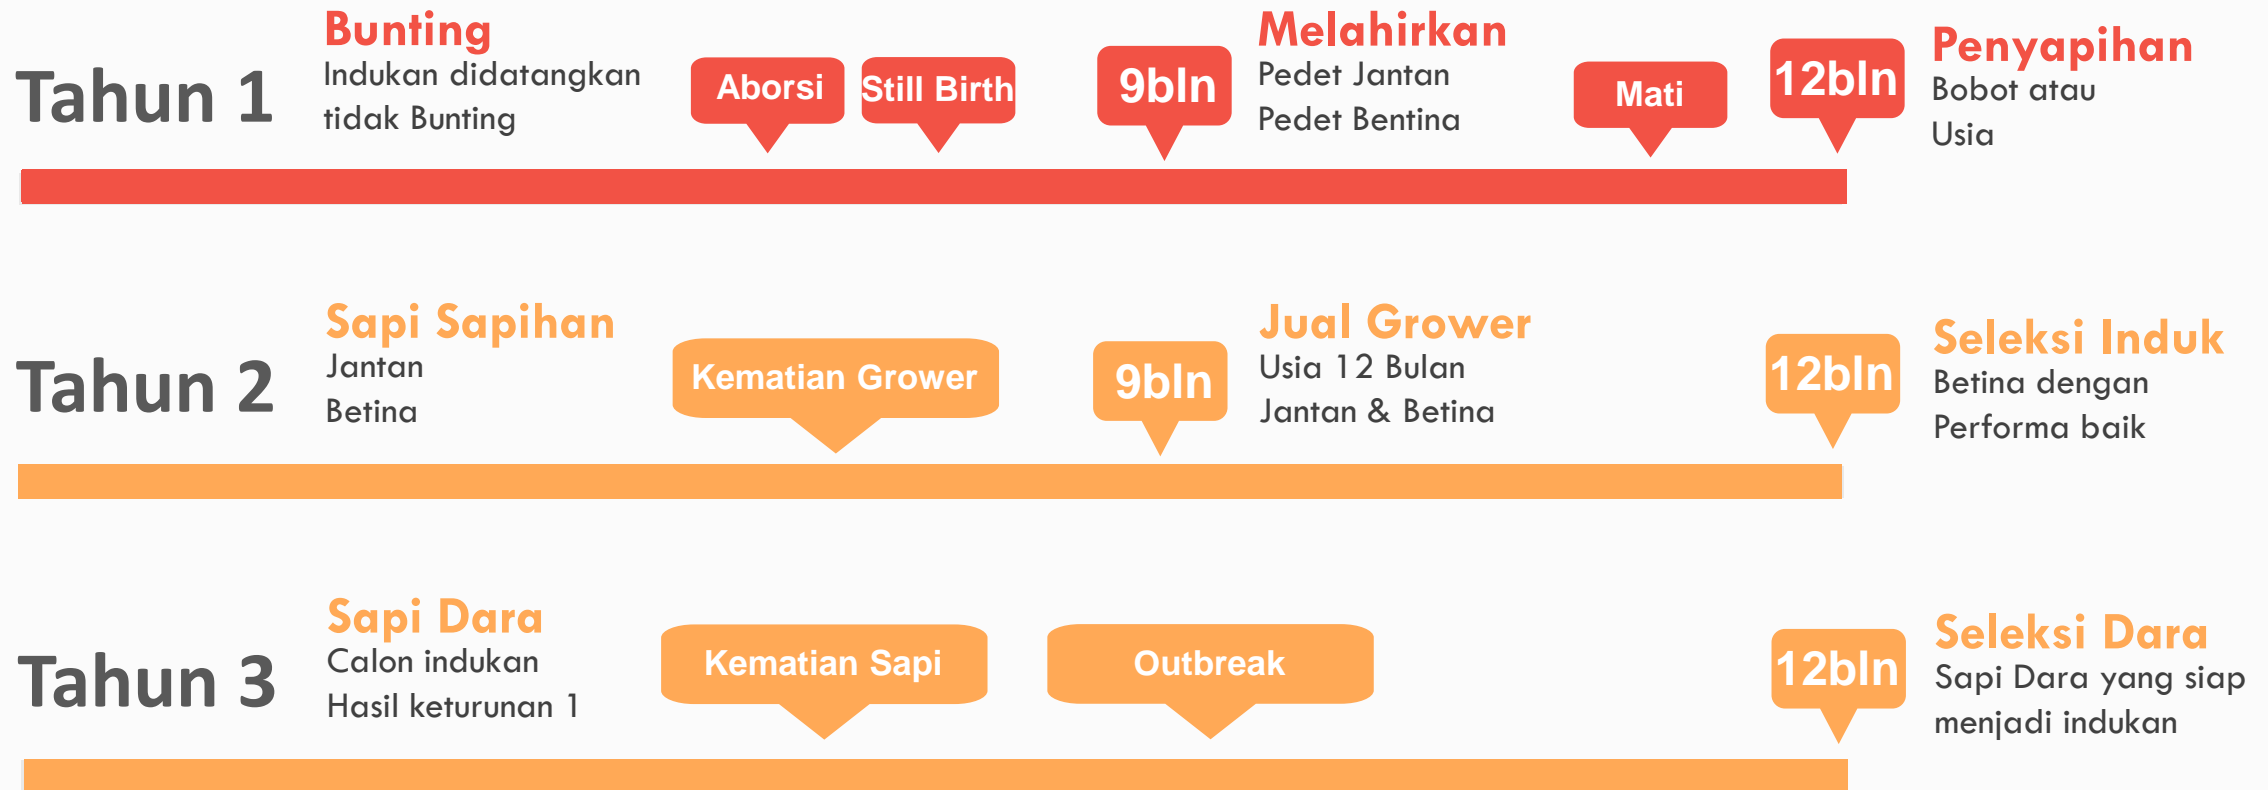 Tahun 1
Bunting
Indukan didatangkan
tidak Bunting
Aborsi
Still Birth
9bln
Melahirkan
Pedet Jantan
Pedet Bentina
Mati
12bln
Penyapihan
Bobot atau
Usia
Tahun 2
Sapi Sapihan
Jantan
Betina
Kematian Grower
9bln
Jual Grower
Usia 12 Bulan
Jantan & Betina
12bln
Seleksi Induk
Betina dengan
Performa baik
Tahun 3
Sapi Dara
Calon indukan
Hasil keturunan 1
Kematian Sapi
Outbreak
12bln
Seleksi Dara
Sapi Dara yang siap
menjadi indukan